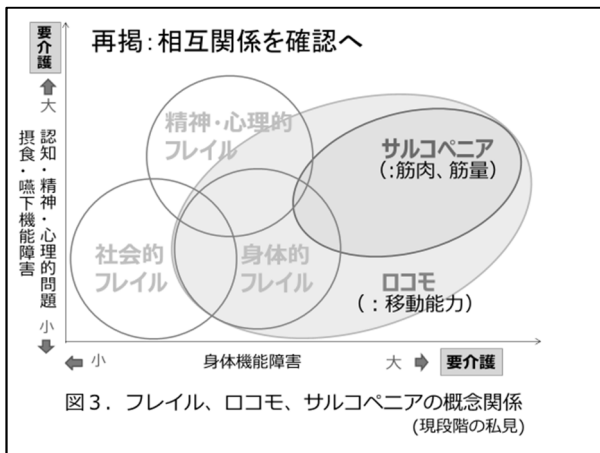 再掲：相互関係を確認へ
要介護
大
認知・精神・心理的問題
摂食・嚥下機能障害
小
精神・心理的
フレイル
サルコペニア
（:筋肉、筋量）
社会的
フレイル
身体的
フレイル
ロコモ
（：移動能力）
小
身体機能障害
大
要介護
図３．フレイル、ロコモ、サルコペニアの概念関係
(現段階の私見)